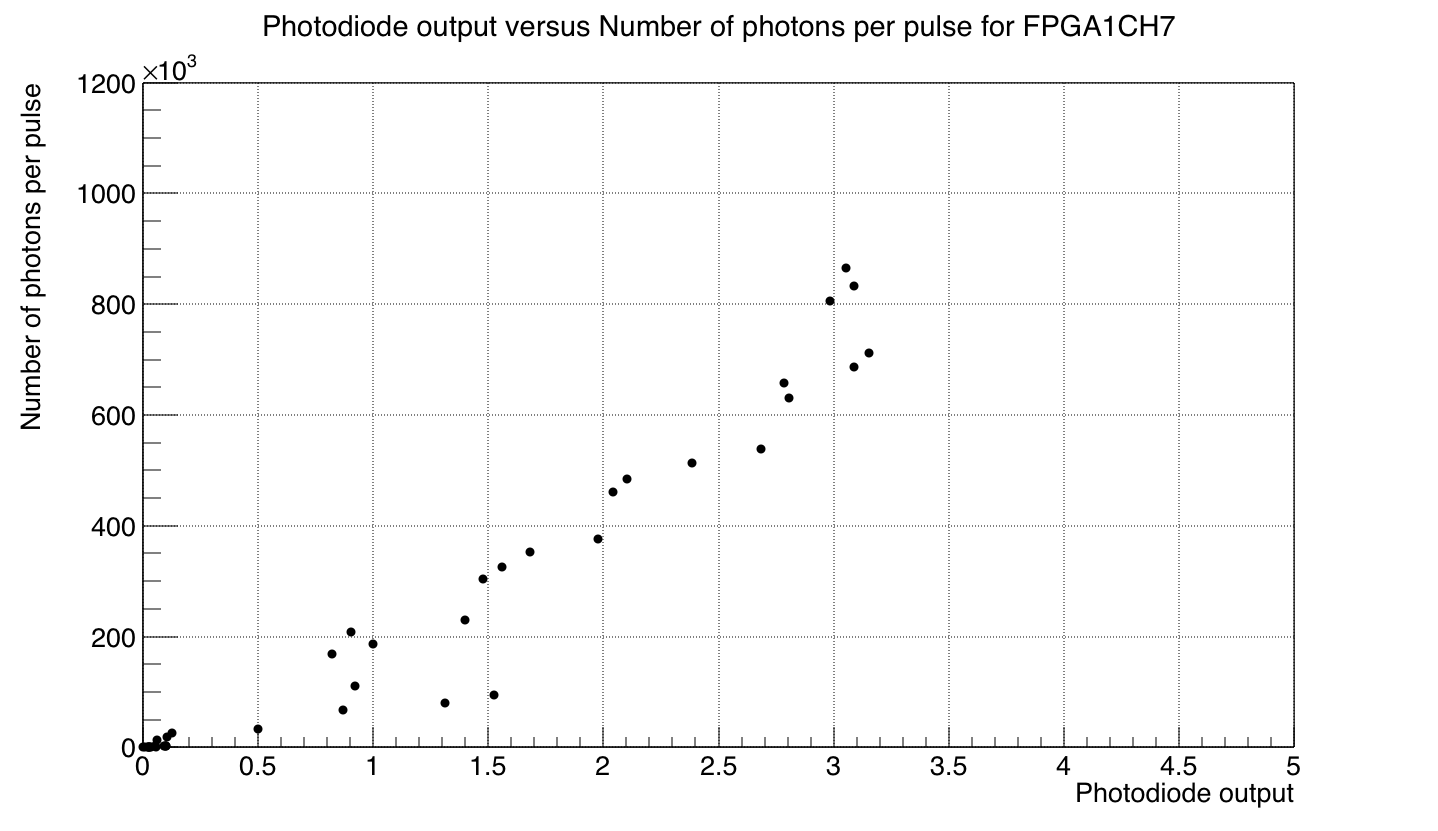 Photodiode output versus Number of photons per pulse for FPGA1CH7
×10³
Number of photons per pulse
1200
1000
800
600
400
200
0
0 0.5 1 1.5 2 2.5 3 3.5 4 4.5 5
Photodiode output